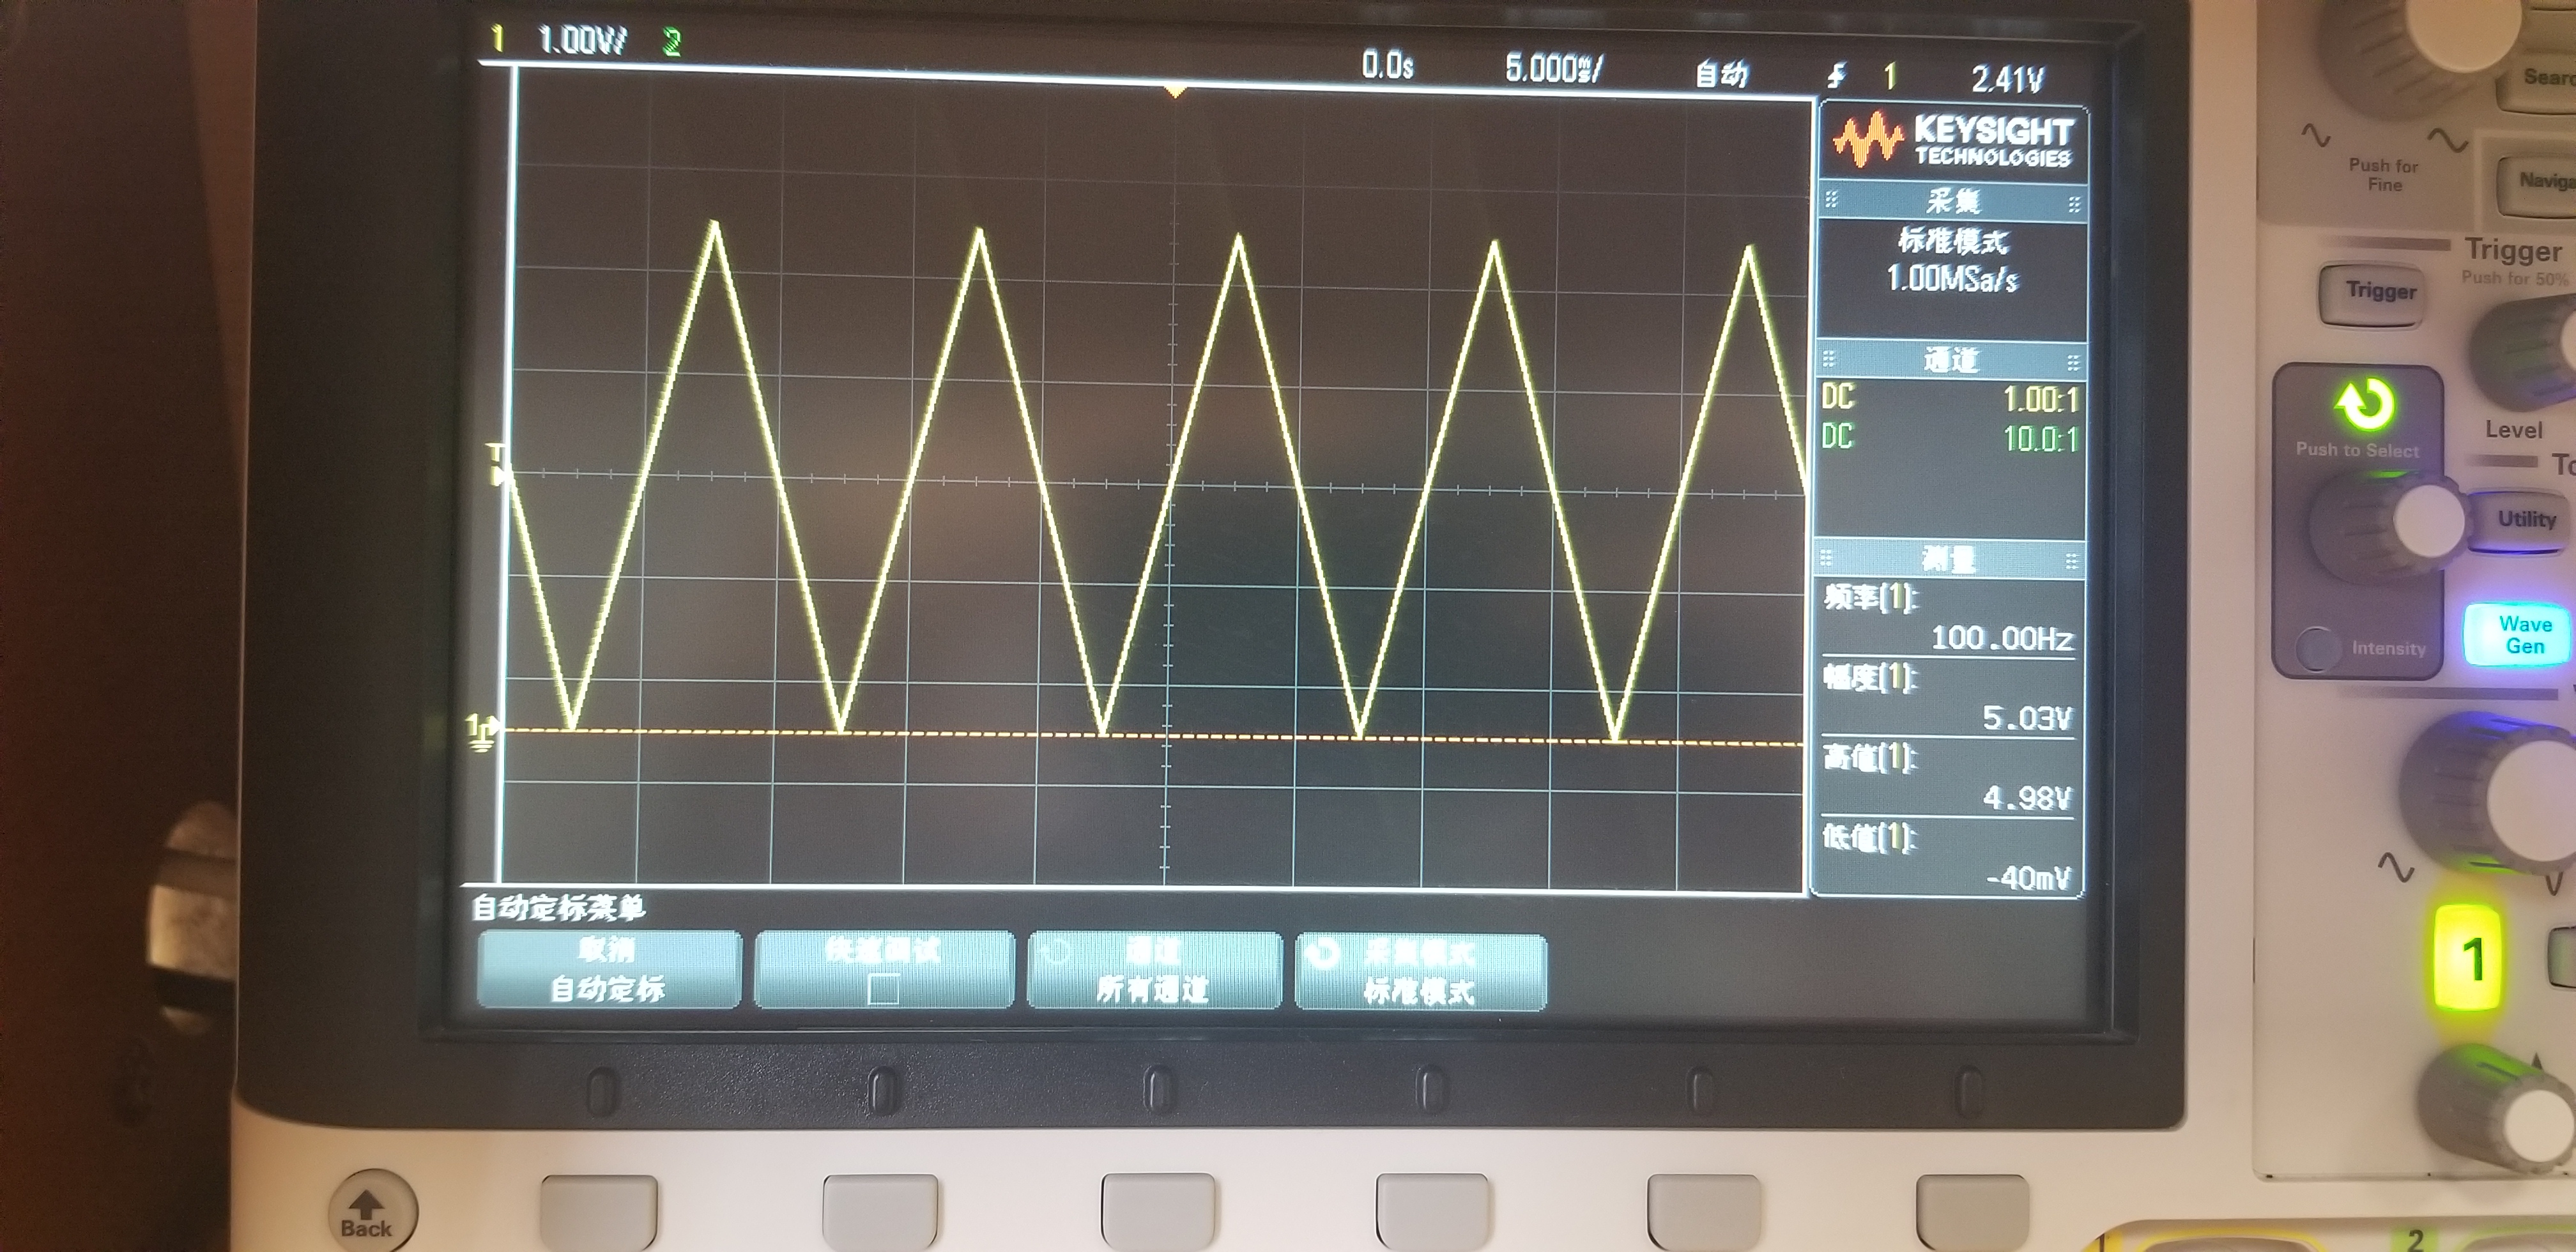 1 1.00V/ 2 0.0s 5.000ms/ 自动 1 2.41V
KEYSIGHT
TECHNOLOGIES
采集
标准模式
1.00MSa/s
通道
DC 1.00:1
DC 10.0:1
测量
频率[1]:
100.00Hz
幅度[1]:
5.03V
高值[1]:
4.98V
低值[1]:
-40mV
T
1
自动定标菜单
取消
自动定标
快速调试
通道
所有通道
采集模式
标准模式
Back
Push for
Fine
Trigger
Push for 50%
Trigger
Level
Push to Select
Utility
Wave
Gen
Intensity
1
2